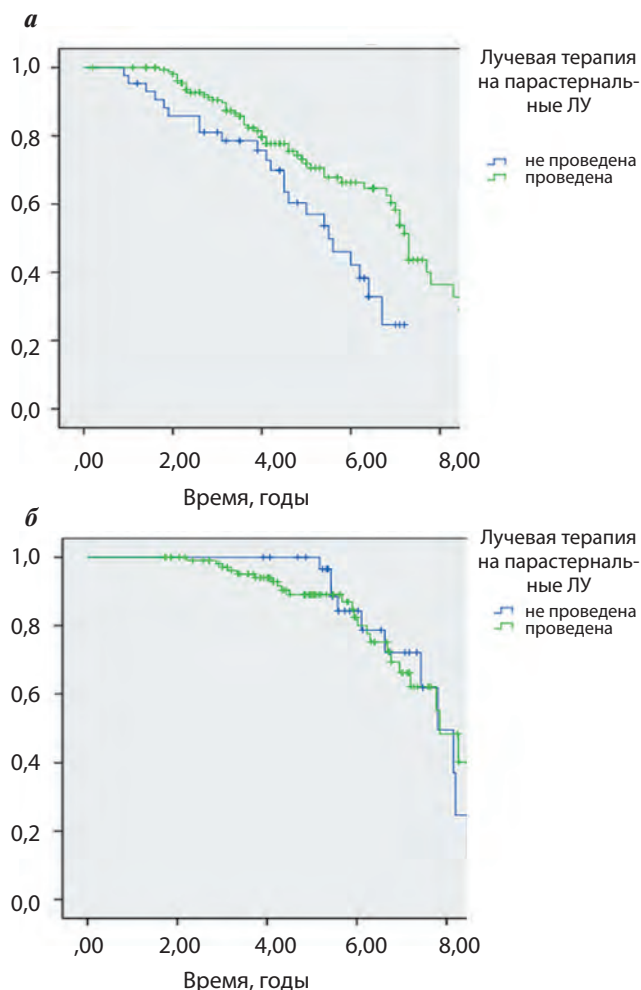 а
Лучевая терапия
на парастерналь-
ные ЛУ
не проведена
проведена
1,0
0,8
0,6
0,4
0,2
0,0
,00 2,00 4,00 6,00 8,00
Время, годы
б
Лучевая терапия
на парастерналь-
ные ЛУ
не проведена
проведена
1,0
0,8
0,6
0,4
0,2
0,0
,00 2,00 4,00 6,00 8,00
Время, годы